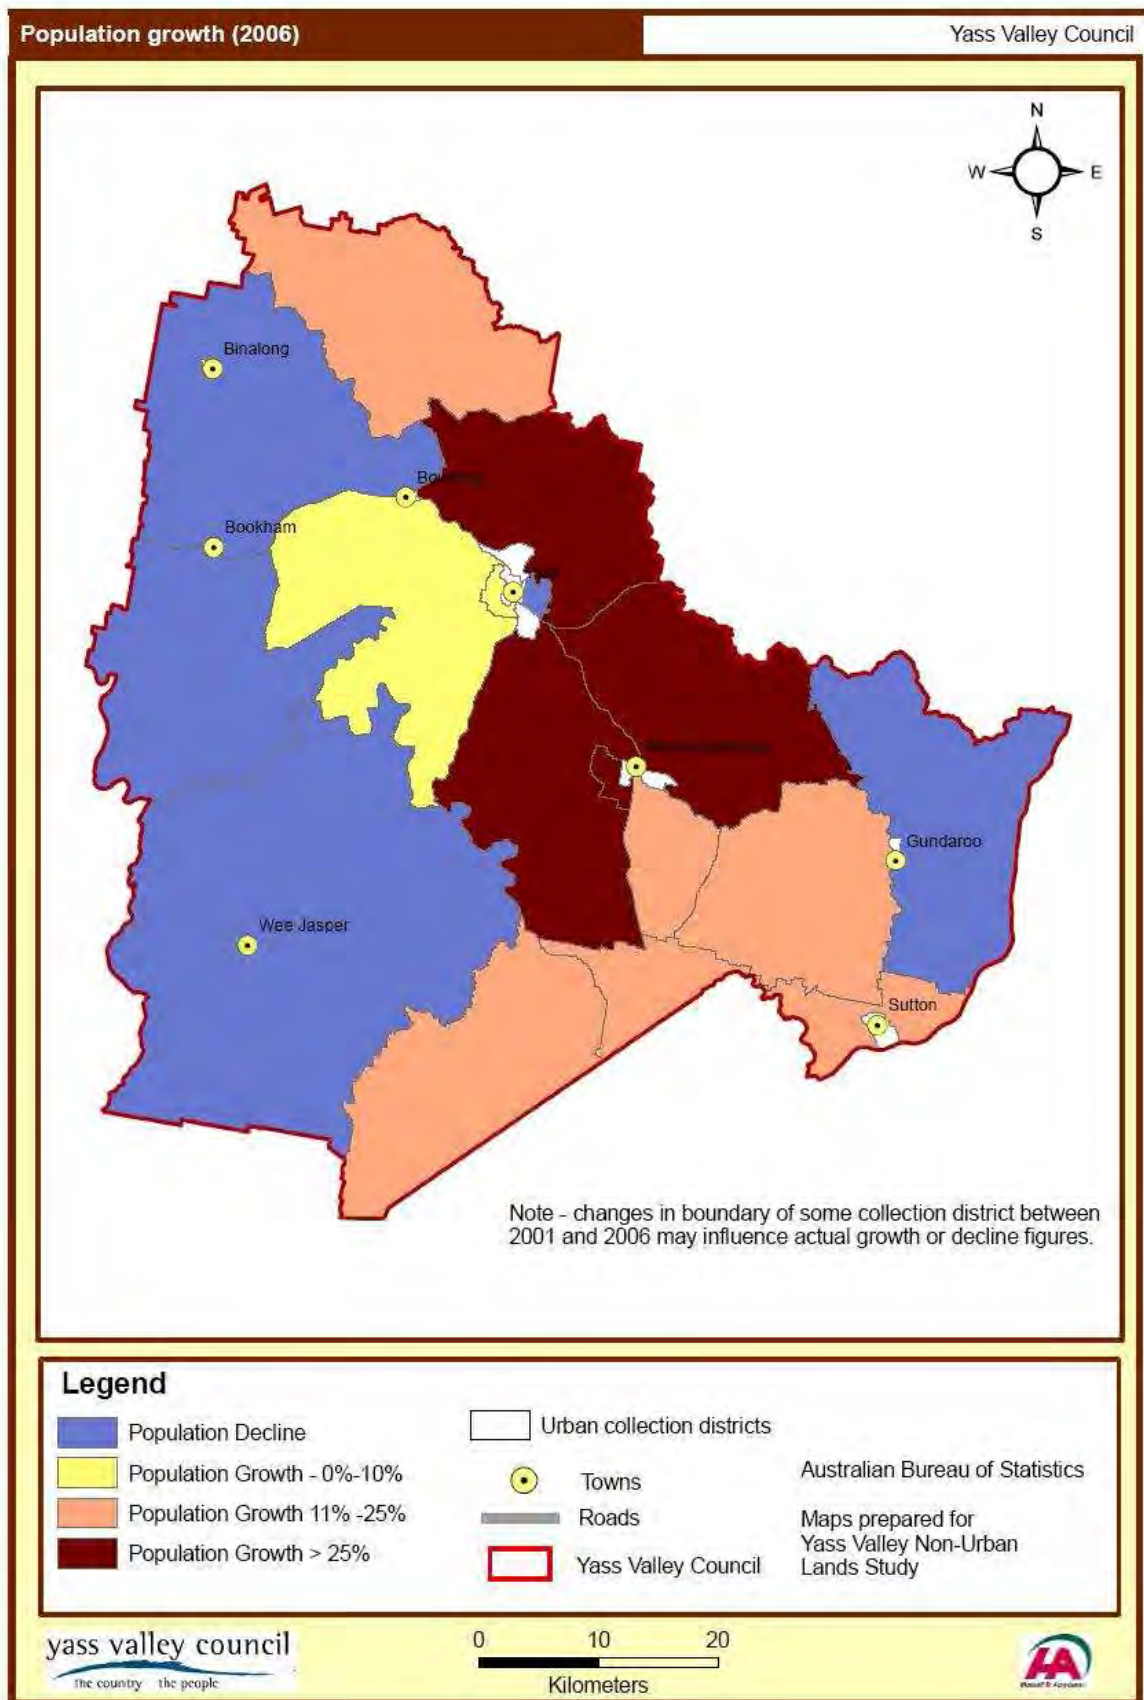 Population growth (2006)
Yass Valley Council
N
W
E
S
Binalong
Bookham
Gundaroo
Wee Jasper
Sutton
Note - changes in boundary of some collection district between
2001 and 2006 may influence actual growth or decline figures.
Legend
Population Decline
Population Growth - 0%-10%
Population Growth 11% -25%
Population Growth > 25%
Urban collection districts
Towns
Roads
Yass Valley Council
Australian Bureau of Statistics
Maps prepared for
Yass Valley Non-Urban
Lands Study
yass valley council
the country the people
0 10 20
Kilometers